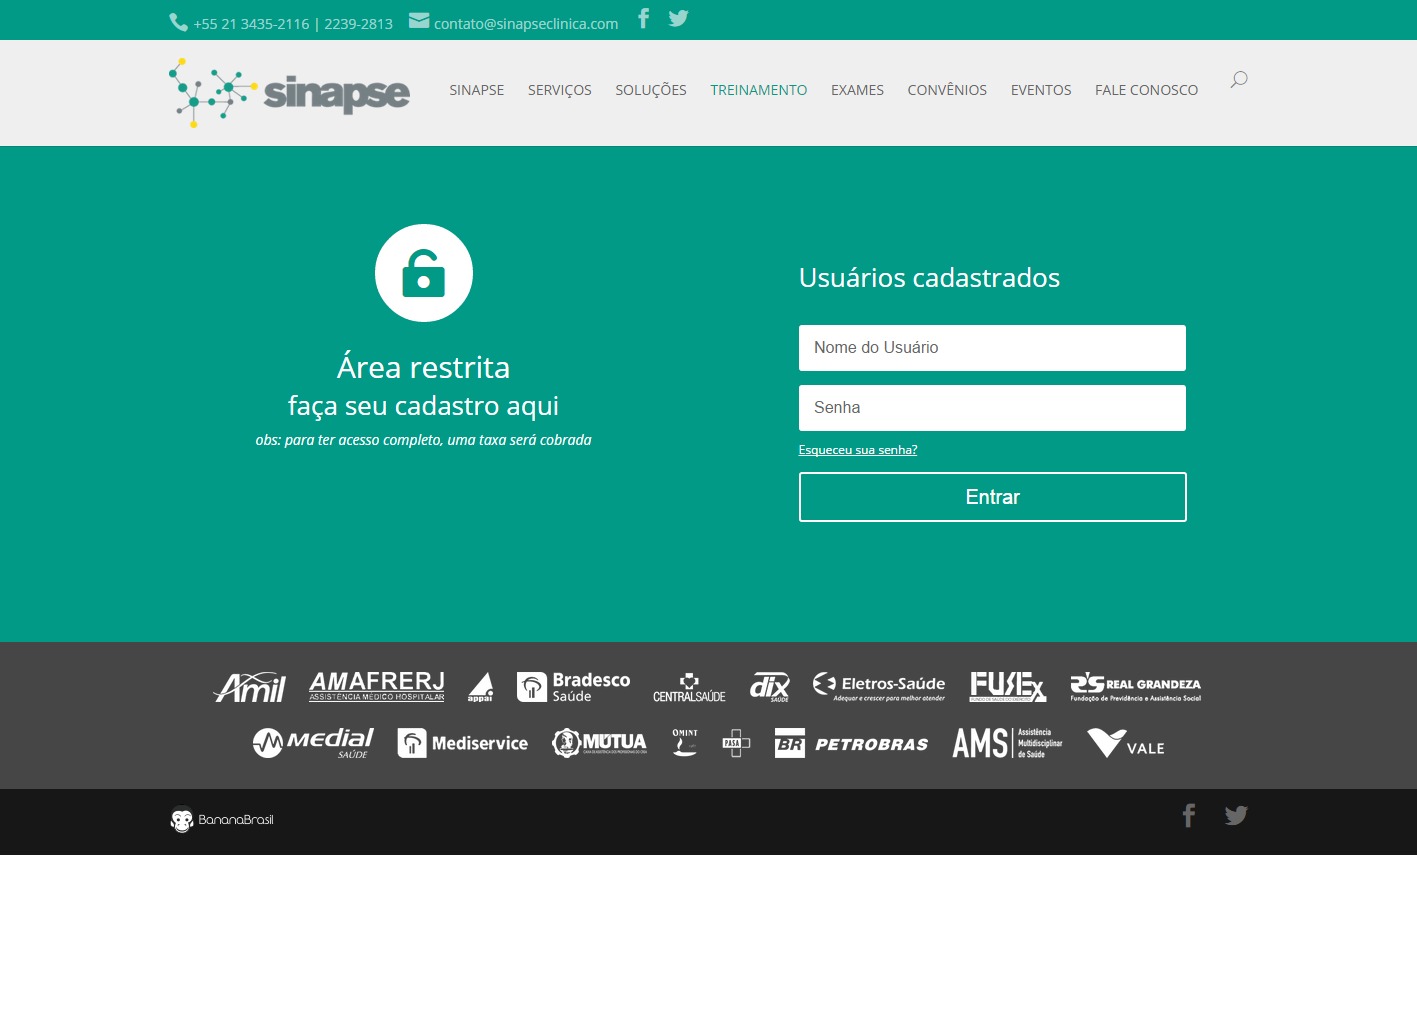 +55 21 3435-2116 | 2239-2813 contato@sinapseclinica.com
sinapse
SINAPSE SERVIÇOS SOLUÇÕES TREINAMENTO EXAMES CONVÊNIOS EVENTOS FALE CONOSCO
Área restrita
faça seu cadastro aqui
obs: para ter acesso completo, uma taxa será cobrada
Usuários cadastrados
Nome do Usuário
Senha
Esqueceu sua senha?
Entrar
Amil
AMAFRERJ
ASSISTÊNCIA MÉDICO HOSPITALAR
appai
Bradesco
Saúde
CENTRALSAÚDE
dix
SAÚDE
Eletros-Saúde
Adequar e crescer para melhor atender
FUSEx
REAL GRANDEZA
Fundação de Previdência e Assistência Social
MEDIAL
SAÚDE
Mediservice
MÚTUA
OMINT
PASA
BR PETROBRAS
AMS
Assistência
Multidisciplinar
de Saúde
VALE
BananaBrasil